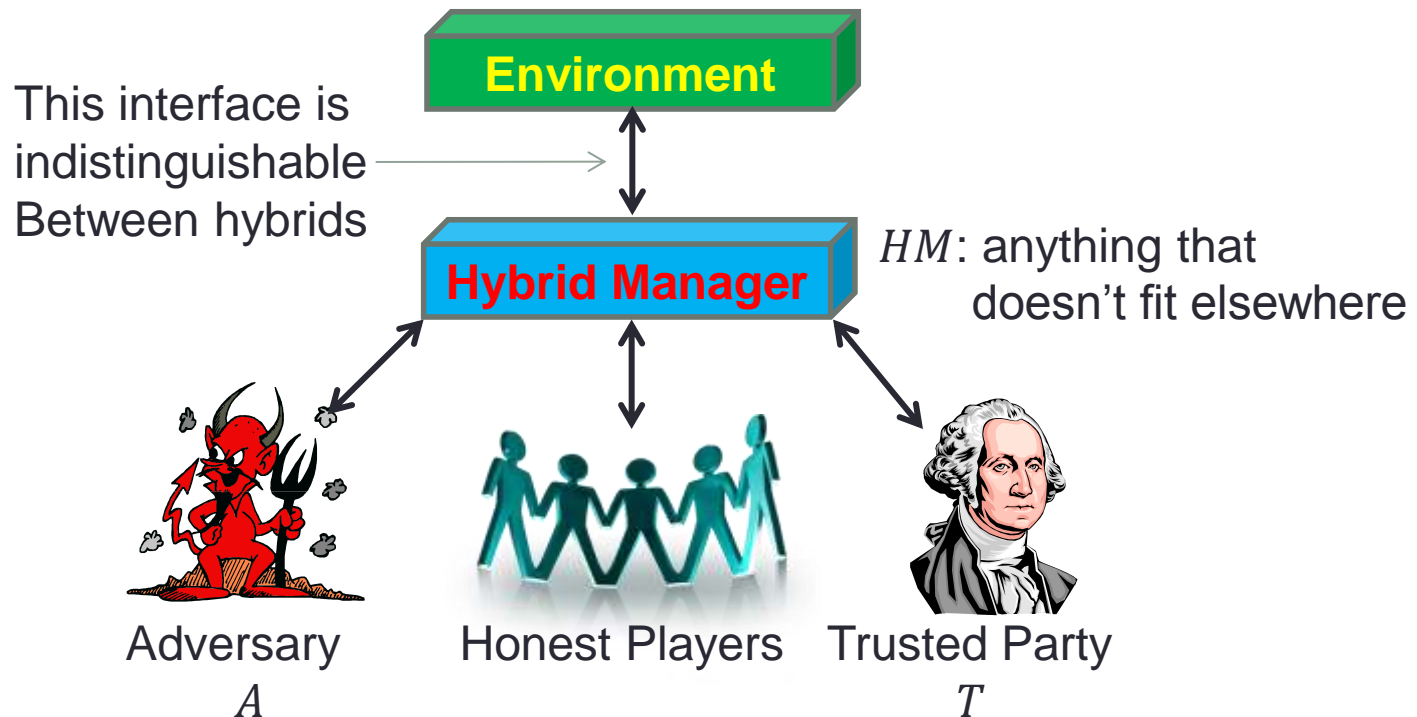 Environment
This interface is
indistinguishable
Between hybrids
Hybrid Manager
HM: anything that
doesn’t fit elsewhere
Adversary
A
Honest Players
Trusted Party
T